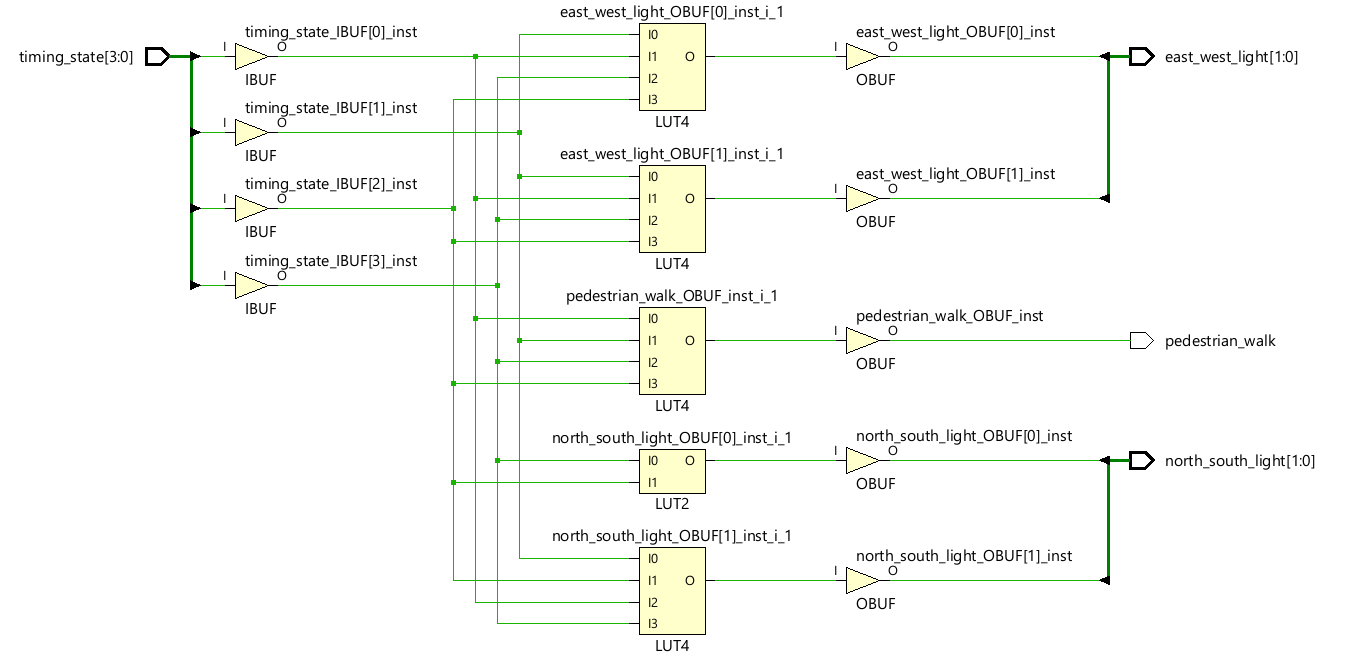 timing_state[3:0]
timing_state_IBUF[0]_inst
I
O
IBUF
timing_state_IBUF[1]_inst
I
O
IBUF
timing_state_IBUF[2]_inst
I
O
IBUF
timing_state_IBUF[3]_inst
I
O
IBUF
east_west_light_OBUF[0]_inst_i_1
I0
I1
O
I2
I3
LUT4
east_west_light_OBUF[1]_inst_i_1
I0
I1
O
I2
I3
LUT4
pedestrian_walk_OBUF_inst_i_1
I0
I1
O
I2
I3
LUT4
north_south_light_OBUF[0]_inst_i_1
I0
O
I1
LUT2
north_south_light_OBUF[1]_inst_i_1
I0
I1
O
I2
I3
LUT4
east_west_light_OBUF[0]_inst
I
O
OBUF
east_west_light_OBUF[1]_inst
I
O
OBUF
pedestrian_walk_OBUF_inst
I
O
OBUF
north_south_light_OBUF[0]_inst
I
O
OBUF
north_south_light_OBUF[1]_inst
I
O
OBUF
east_west_light[1:0]
pedestrian_walk
north_south_light[1:0]